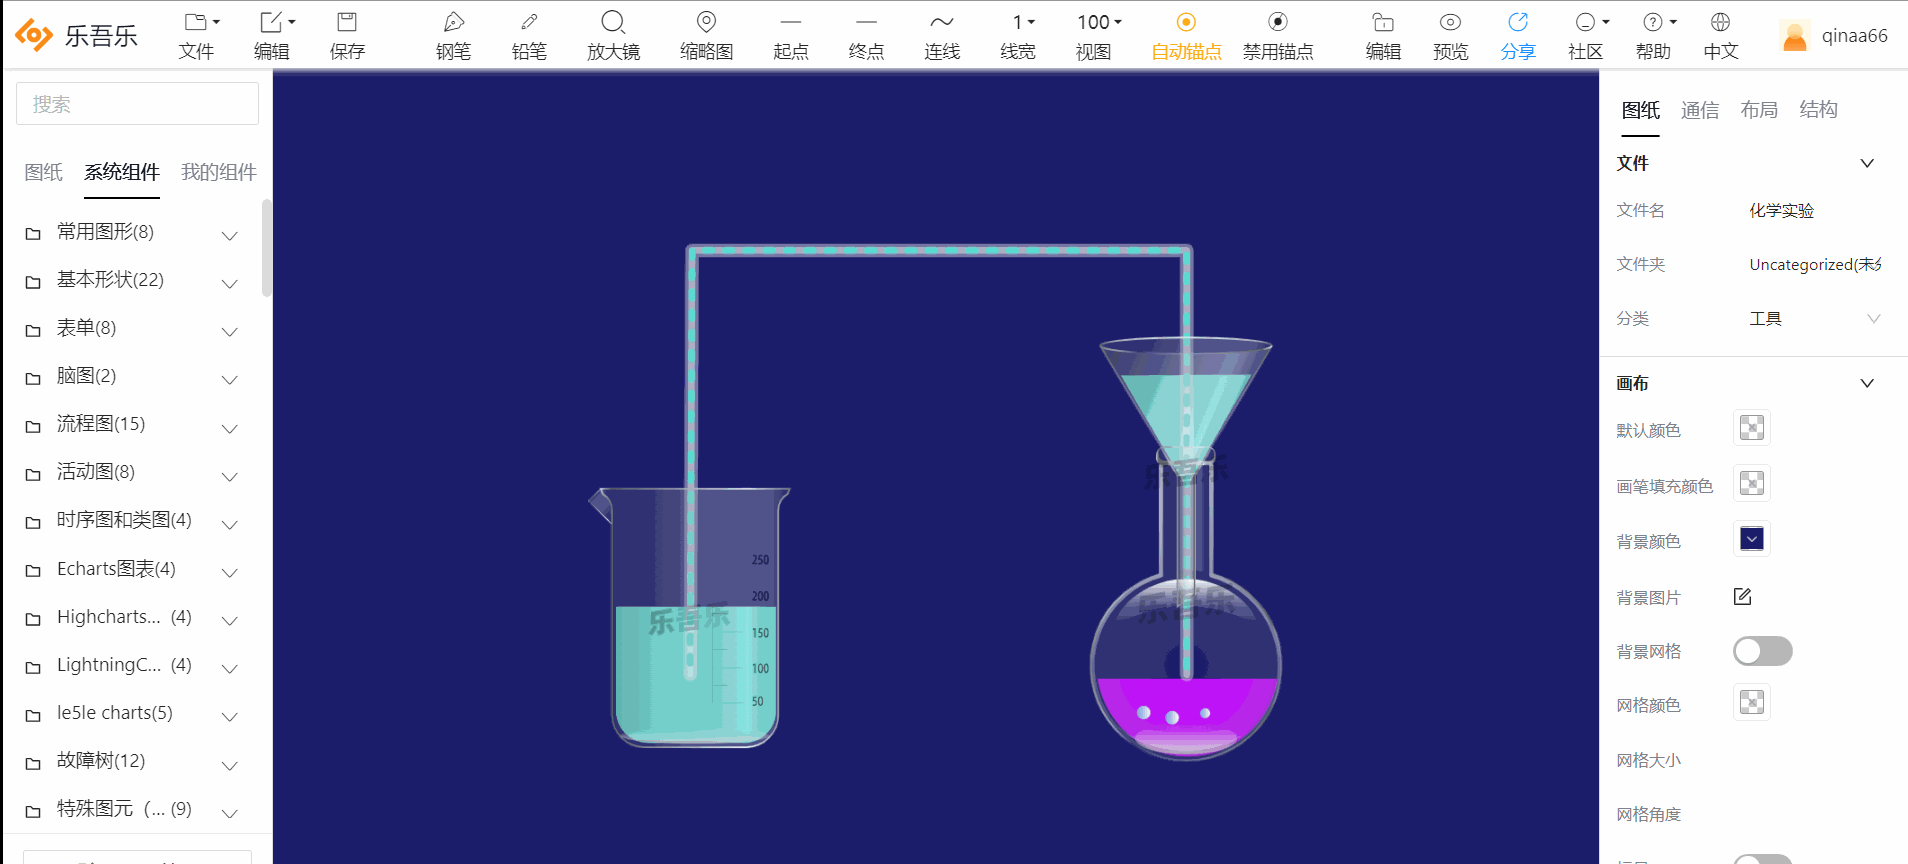 乐吾乐
文件
编辑
保存
钢笔
铅笔
放大镜
缩略图
起点
终点
连线
1
线宽
100
视图
自动锚点
禁用锚点
编辑
预览
分享
社区
帮助
中文
qinaa66
搜索
图纸 系统组件 我的组件
常用图形(8)
基本形状(22)
表单(8)
脑图(2)
流程图(15)
活动图(8)
时序图和类图(4)
Echarts图表(4)
Highcharts... (4)
LightningC... (4)
le5le charts(5)
故障树(12)
特殊图元（... (9)
250
200
150
100
50
乐吾乐
乐吾乐
乐吾乐
图纸 通信 布局 结构
文件
文件名 化学实验
文件夹 Uncategorized(未
分类 工具
画布
默认颜色
画笔填充颜色
背景颜色
背景图片
背景网格
网格颜色
网格大小
网格角度